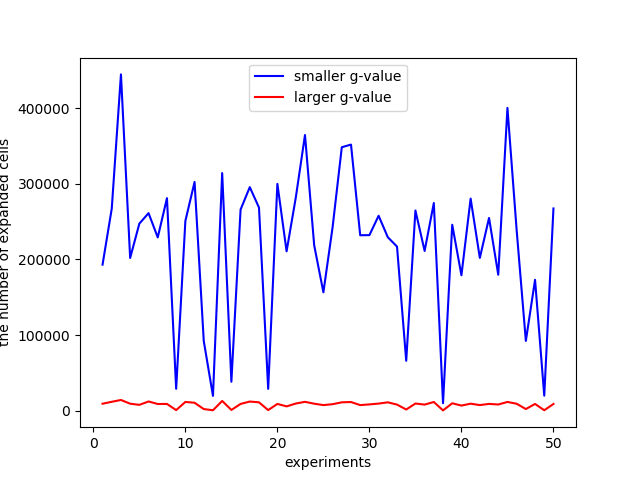 smaller g-value
larger g-value
400000
300000
200000
100000
0
the number of expanded cells
0 10 20 30 40 50
experiments